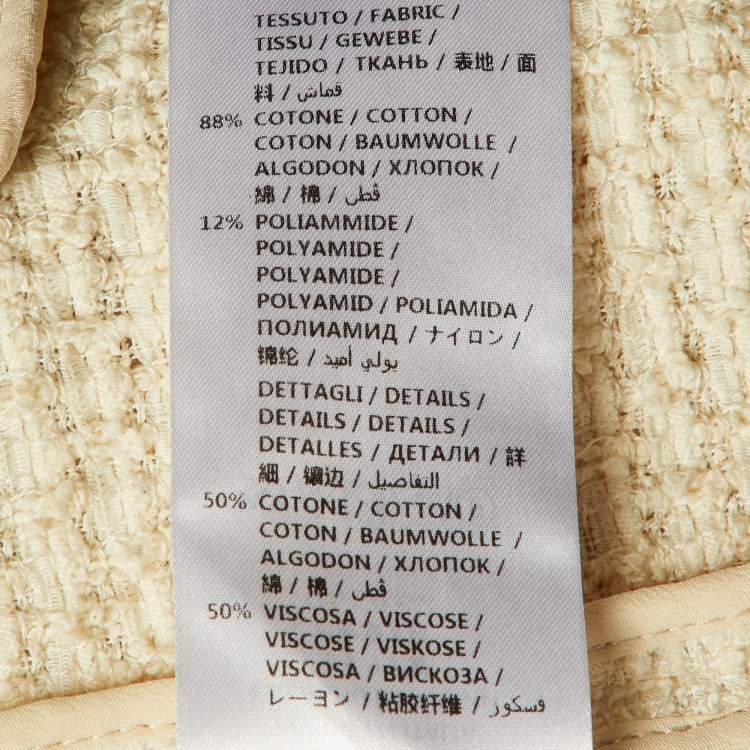 TESSUTO / FABRIC /
TISSU / GEWEBE /
TEJIDO / ТКАНЬ / 表地 / 面
料 / قماش
88% COTONE / COTTON /
COTON / BAUMWOLLE /
ALGODON / ХЛОПОК /
綿 / 棉 / قطن
12% POLIAMMIDE /
POLYAMIDE /
POLYAMIDE /
POLYAMID / POLIAMIDA /
ПОЛИАМИД / ナイロン /
锦纶 / بولي أميد
DETTAGLI / DETAILS /
DETAILS / DETAILS /
DETALLES / ДЕТАЛИ / 詳
細 / 镶边 / التفاصيل
50% COTONE / COTTON /
COTON / BAUMWOLLE /
ALGODON / ХЛОПОК /
綿 / 棉 / قطن
50% VISCOSA / VISCOSE /
VISCOSE / VISKOSE /
VISCOSA / ВИСКОЗА /
レーヨン / 粘胶纤维 / فسكوز